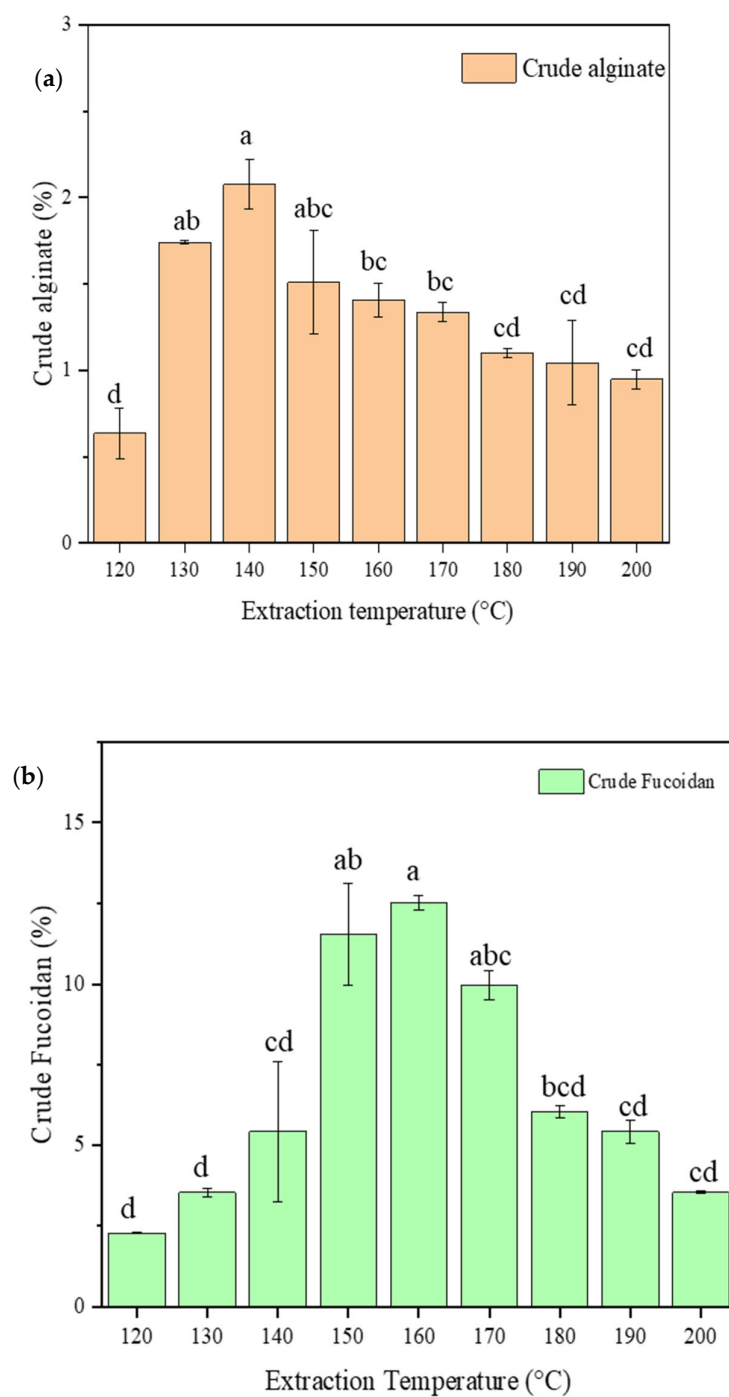 (a)
3
Crude alginate
a
ab
abc
2
bc
bc
cd
cd
cd
d
1
0
Crude alginate (%)
120 130 140 150 160 170 180 190 200
Extraction temperature (°C)
(b)
Crude Fucoidan
15
ab
a
abc
10
cd
bcd
cd
cd
d
d
5
0
Crude Fucoidan (%)
120 130 140 150 160 170 180 190 200
Extraction Temperature (°C)